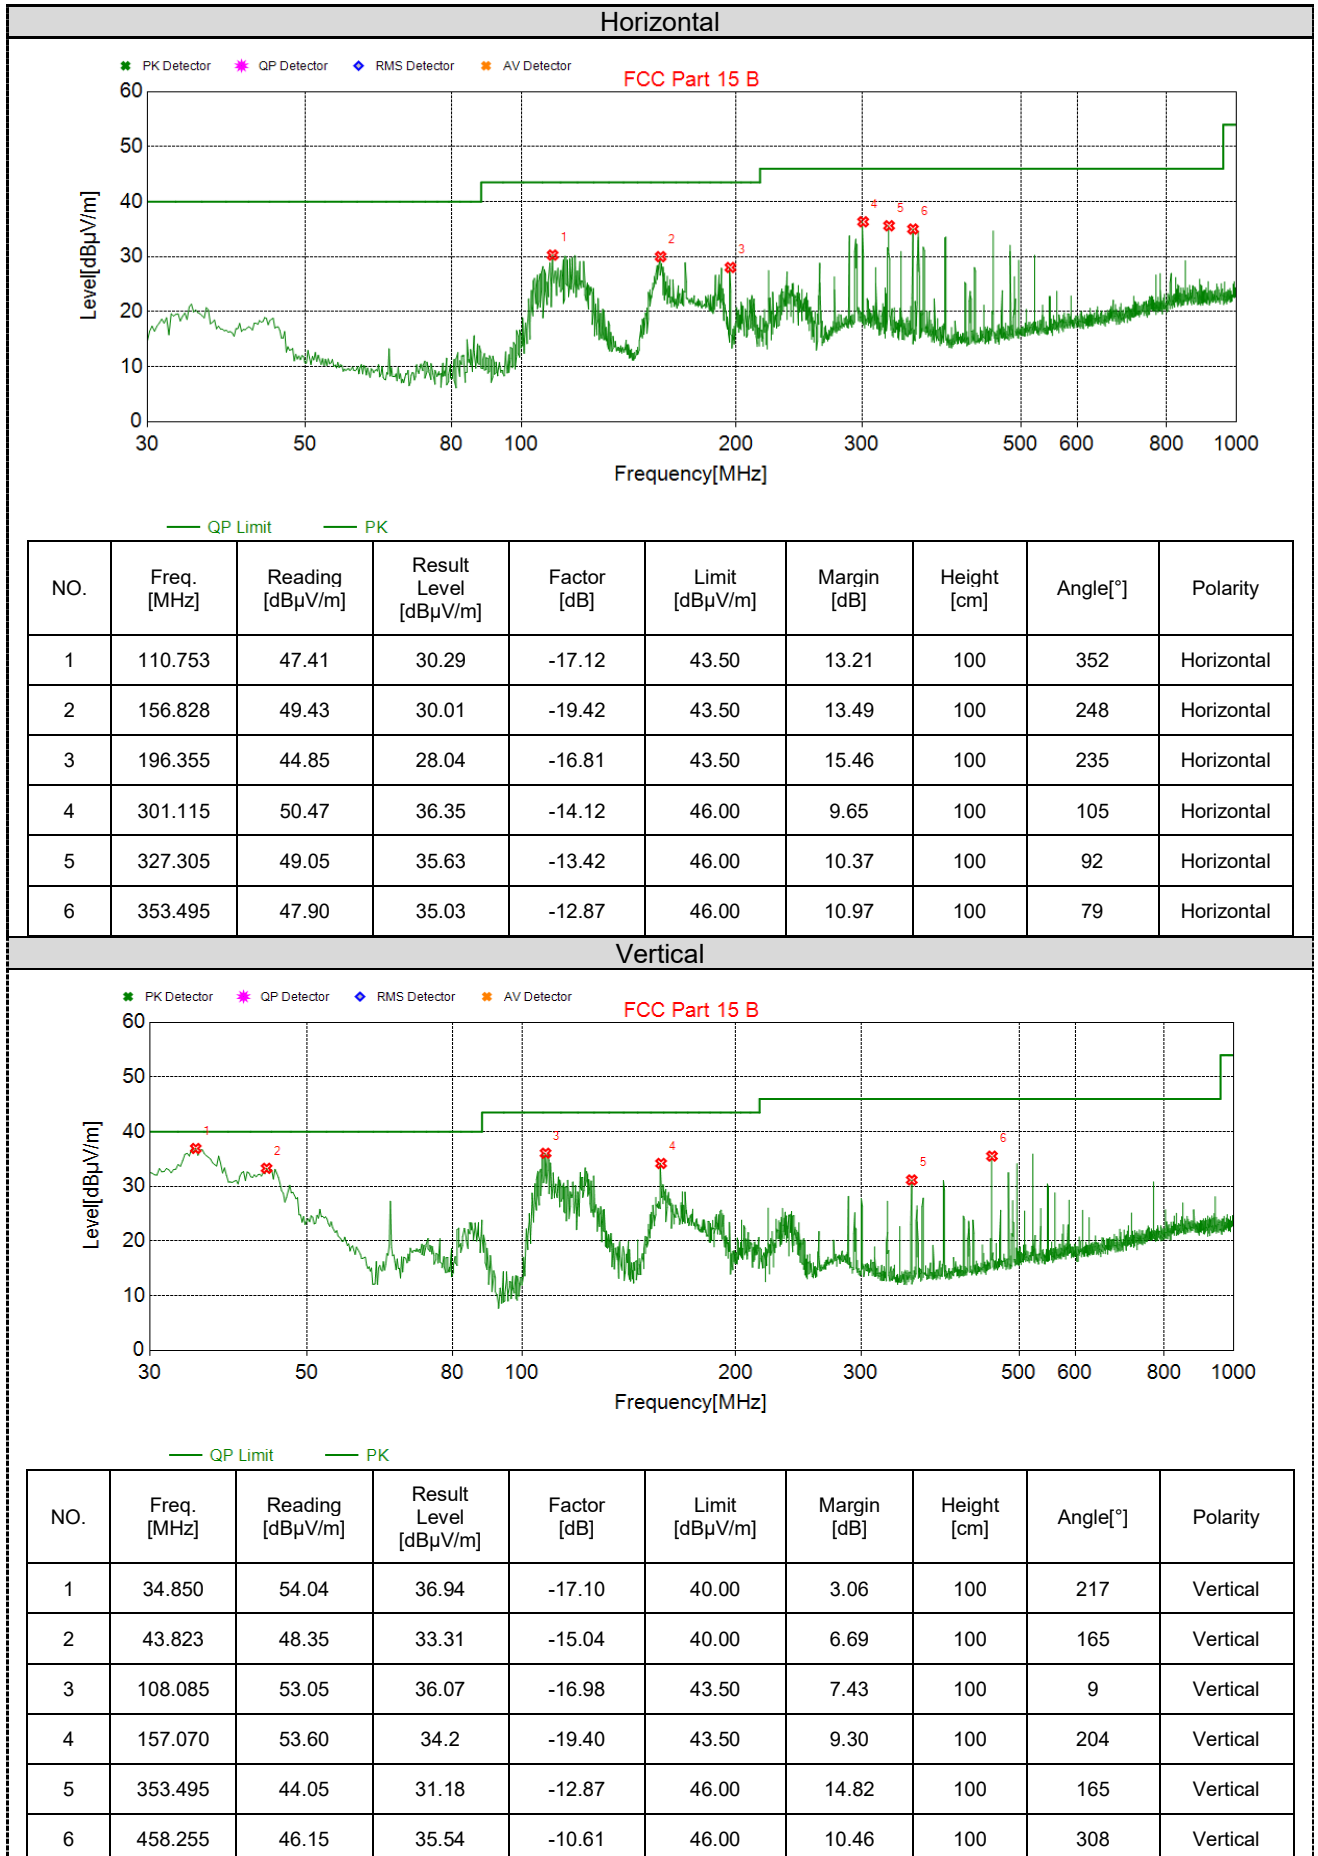 Horizontal
PK Detector QP Detector RMS Detector AV Detector
FCC Part 15 B
60
50
40
30
20
10
0
Level[dBμV/m]
1
2
3
4
5
6
30 50 80 100 200 300 500 600 800 1000
Frequency[MHz]
QP Limit PK
NO. Freq. [MHz] Reading [dBμV/m] Result Level [dBμV/m] Factor [dB] Limit [dBμV/m] Margin [dB] Height [cm] Angle[°] Polarity
1 110.753 47.41 30.29 -17.12 43.50 13.21 100 352 Horizontal
2 156.828 49.43 30.01 -19.42 43.50 13.49 100 248 Horizontal
3 196.355 44.85 28.04 -16.81 43.50 15.46 100 235 Horizontal
4 301.115 50.47 36.35 -14.12 46.00 9.65 100 105 Horizontal
5 327.305 49.05 35.63 -13.42 46.00 10.37 100 92 Horizontal
6 353.495 47.90 35.03 -12.87 46.00 10.97 100 79 Horizontal
Vertical
PK Detector QP Detector RMS Detector AV Detector
FCC Part 15 B
60
50
40
30
20
10
0
Level[dBμV/m]
1
2
3
4
5
6
30 50 80 100 200 300 500 600 800 1000
Frequency[MHz]
QP Limit PK
NO. Freq. [MHz] Reading [dBμV/m] Result Level [dBμV/m] Factor [dB] Limit [dBμV/m] Margin [dB] Height [cm] Angle[°] Polarity
1 34.850 54.04 36.94 -17.10 40.00 3.06 100 217 Vertical
2 43.823 48.35 33.31 -15.04 40.00 6.69 100 165 Vertical
3 108.085 53.05 36.07 -16.98 43.50 7.43 100 9 Vertical
4 157.070 53.60 34.2 -19.40 43.50 9.30 100 204 Vertical
5 353.495 44.05 31.18 -12.87 46.00 14.82 100 165 Vertical
6 458.255 46.15 35.54 -10.61 46.00 10.46 100 308 Vertical